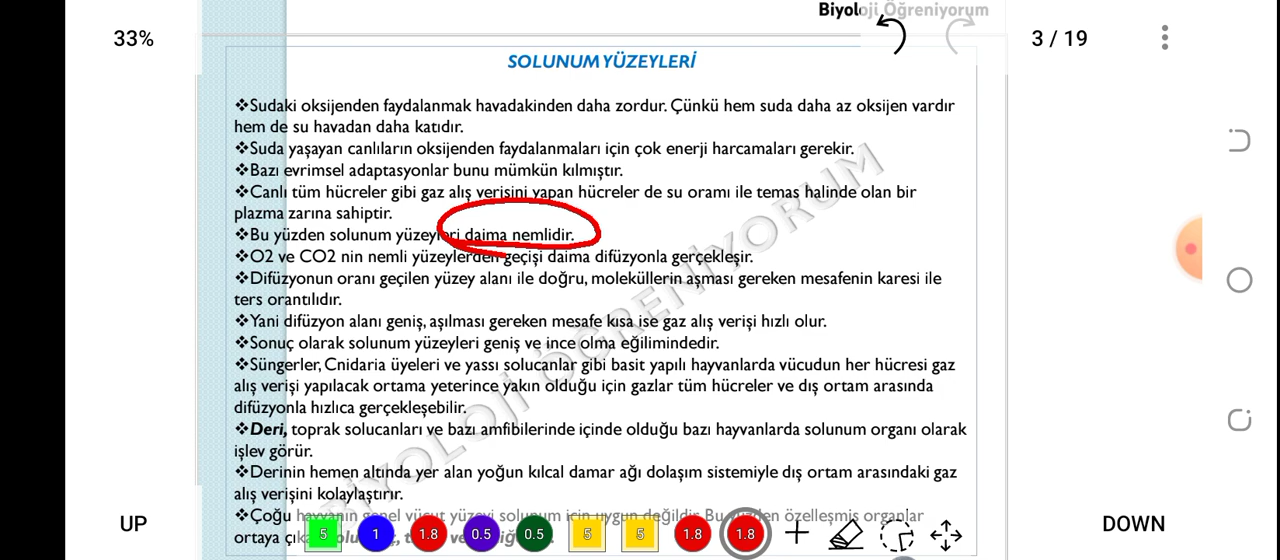 Biyoloji Öğreniyorum
33%
3 / 19
SOLUNUM YÜZEYLERİ
❖Sudaki oksijenden faydalanmak havadakinden daha zordur. Çünkü hem suda daha az oksijen vardır
hem de su havadan daha katıdır.
❖Suda yaşayan canlıların oksijenden faydalanmaları için çok enerji harcamaları gerekir.
❖Bazı evrimsel adaptasyonlar bunu mümkün kılmıştır.
❖Canlı tüm hücreler gibi gaz alış verişini yapan hücreler de su oramı ile temas halinde olan bir
plazma zarına sahiptir.
❖Bu yüzden solunum yüzeyleri daima nemlidir.
❖O2 ve CO2 nin nemli yüzeylerden geçişi daima difüzyonla gerçekleşir.
❖Difüzyonun oranı geçilen yüzey alanı ile doğru, moleküllerin aşması gereken mesafenin karesi ile
ters orantılıdır.
❖Yani difüzyon alanı geniş, aşılması gereken mesafe kısa ise gaz alış verişi hızlı olur.
❖Sonuç olarak solunum yüzeyleri geniş ve ince olma eğilimindedir.
❖Süngerler, Cnidaria üyeleri ve yassı solucanlar gibi basit yapılı hayvanlarda vücudun her hücresi gaz
alış verişi yapılacak ortama yeterince yakın olduğu için gazlar tüm hücreler ve dış ortam arasında
difüzyonla hızlıca gerçekleşebilir.
❖Deri, toprak solucanları ve bazı amfibilerinde içinde olduğu bazı hayvanlarda solunum organı olarak
işlev görür.
❖Derinin hemen altında yer alan yoğun kılcal damar ağı dolaşım sistemiyle dış ortam arasındaki gaz
alış verişini kolaylaştırır.
❖Çoğu hayvanın genel vücut yüzeyi solunum için uygun değildir. Bu yüzden özelleşmiş organlar
ortaya
BİYOLOJİ ÖĞRENİYORUM
UP
5 1 1.8 0.5 0.5 5 5 1.8 1.8
DOWN